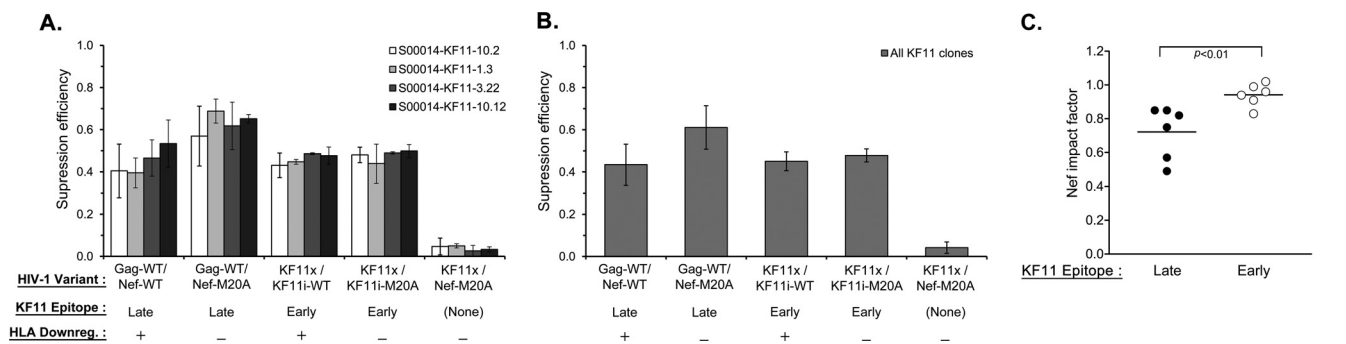 A.
Supression efficiency
1.0
0.8
0.6
0.4
0.2
0.0
S00014-KF11-10.2
S00014-KF11-1.3
S00014-KF11-3.22
S00014-KF11-10.12
HIV-1 Variant :
Gag-WT/ Gag-WT/ KF11x / KF11x / KF11x /
Nef-WT Nef-M20A KF11i-WT KF11i-M20A Nef-M20A
KF11 Epitope : Late Late Early Early (None)
HLA Downreg. : + – + – –
B.
Supression efficiency
1.0
0.8
0.6
0.4
0.2
0.0
All KF11 clones
Gag-WT/ Gag-WT/ KF11x / KF11x / KF11x /
Nef-WT Nef-M20A KF11i-WT KF11i-M20A Nef-M20A
Late Late Early Early (None)
+ – + – –
C.
Nef impact factor
1.2
1.0
0.8
0.6
0.4
0.2
0.0
p<0.01
KF11 Epitope : Late Early